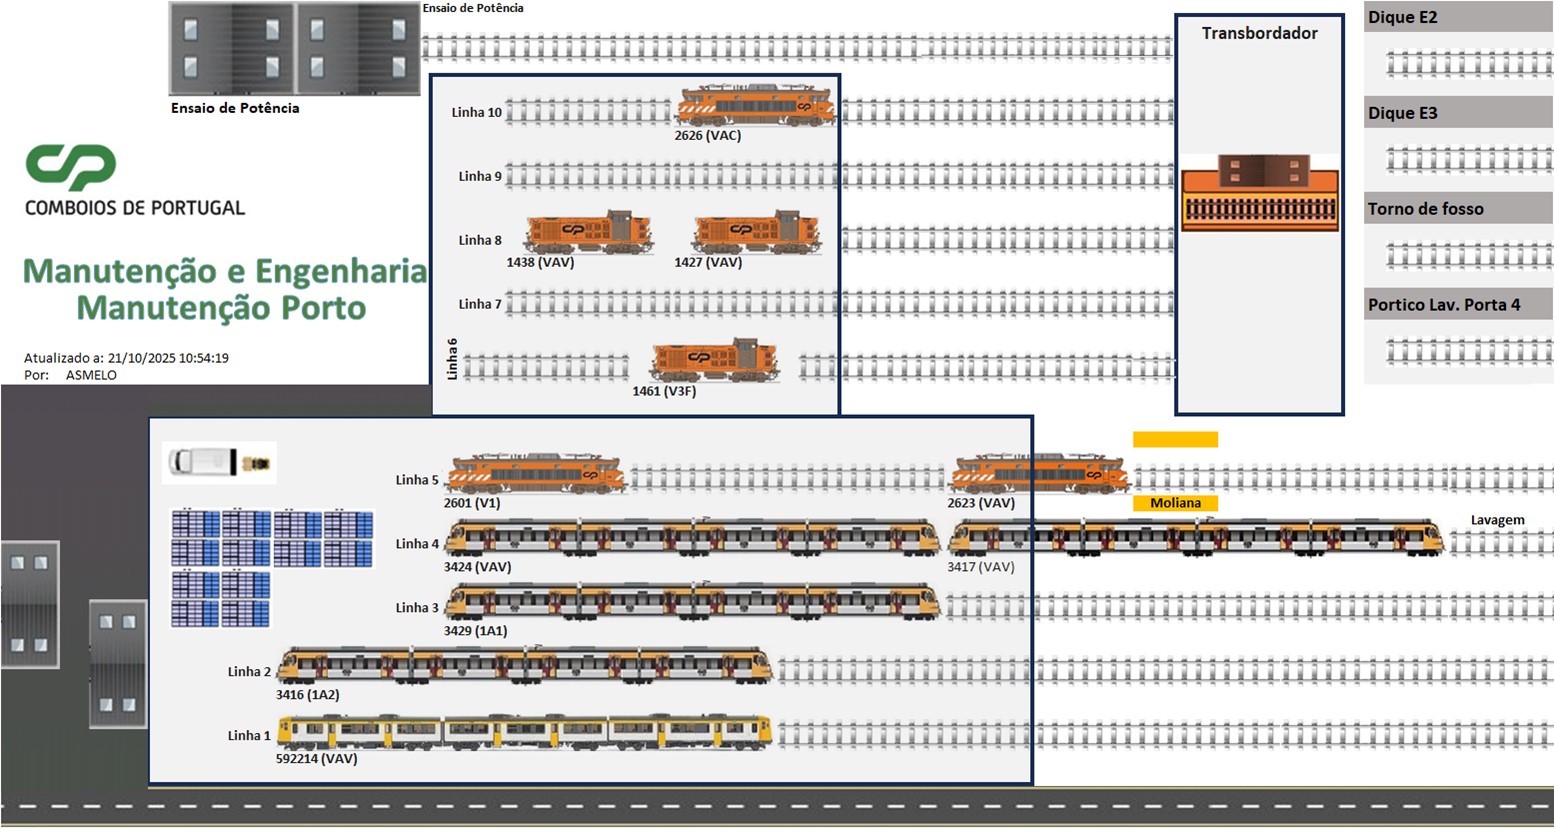 Ensaio de Potência
Ensaio de Potência
CP
COMBOIOS DE PORTUGAL
Manutenção e Engenharia
Manutenção Porto
Atualizado a: 21/10/2025 10:54:19
Por: ASMELO
Linha 10
2626 (VAC)
Linha 9
Linha 8
1438 (VAV)
1427 (VAV)
Linha 7
Linha 6
1461 (V3F)
Transbordador
Dique E2
Dique E3
Torno de fosso
Portico Lav. Porta 4
Linha 5
2601 (V1)
2623 (VAV)
Moliana
Lavagem
Linha 4
3424 (VAV)
3417 (VAV)
Linha 3
3429 (1A1)
Linha 2
3416 (1A2)
Linha 1
592214 (VAV)